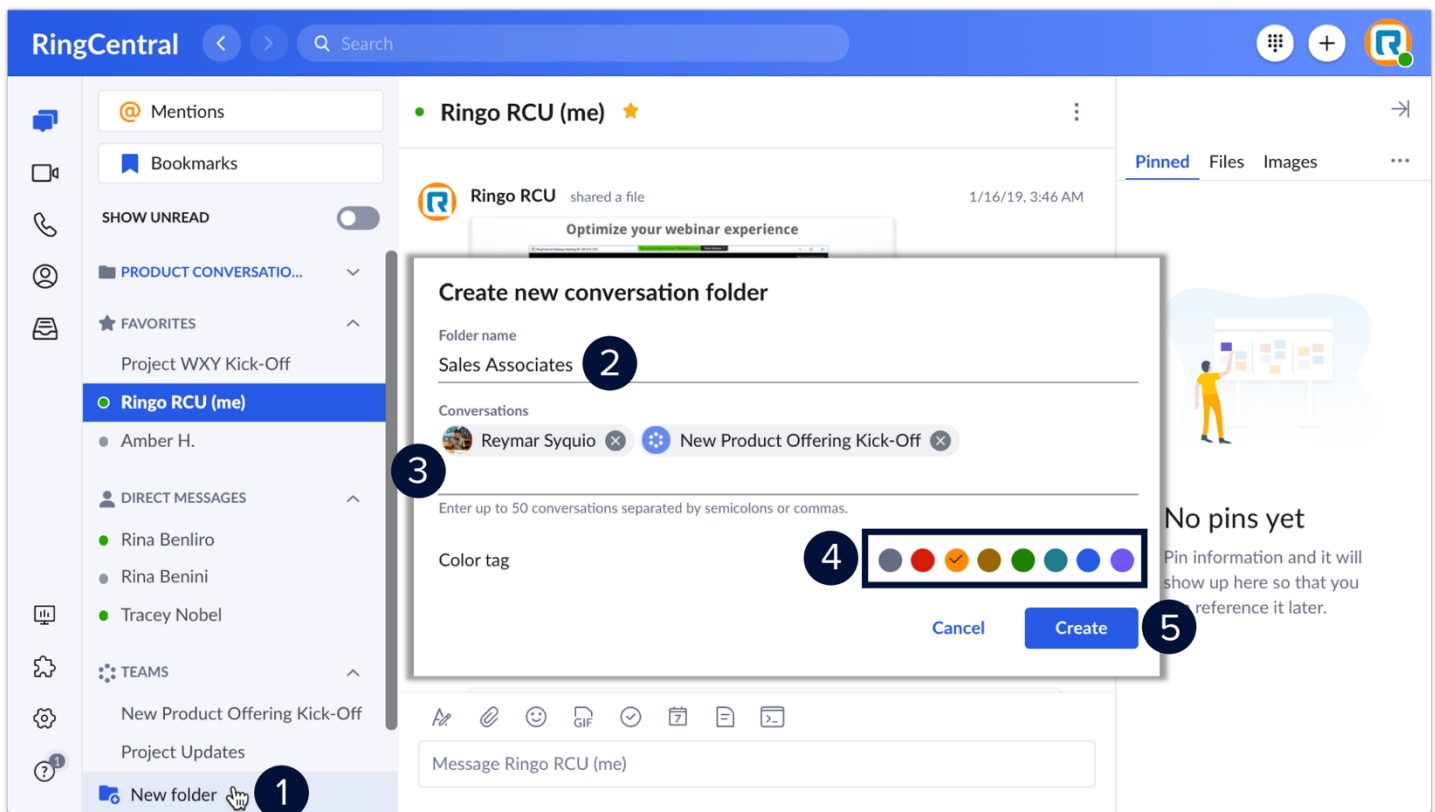 RingCentral
Search
Mentions
Bookmarks
SHOW UNREAD
PRODUCT CONVERSATIO...
FAVORITES
Project WXY Kick-Off
Ringo RCU (me)
Amber H.
DIRECT MESSAGES
Rina Benliro
Rina Benini
Tracey Nobel
TEAMS
New Product Offering Kick-Off
Project Updates
1
New folder
1
Ringo RCU (me)
Ringo RCU shared a file 1/16/19, 3:46 AM
Optimize your webinar experience
Create new conversation folder
Folder name
Sales Associates
2
Conversations
Reymar Syquio
New Product Offering Kick-Off
3
Enter up to 50 conversations separated by semicolons or commas.
Color tag
4
Cancel
Create
5
GIF
7
Message Ringo RCU (me)
Pinned Files Images
No pins yet
Pin information and it will
show up here so that you
reference it later.